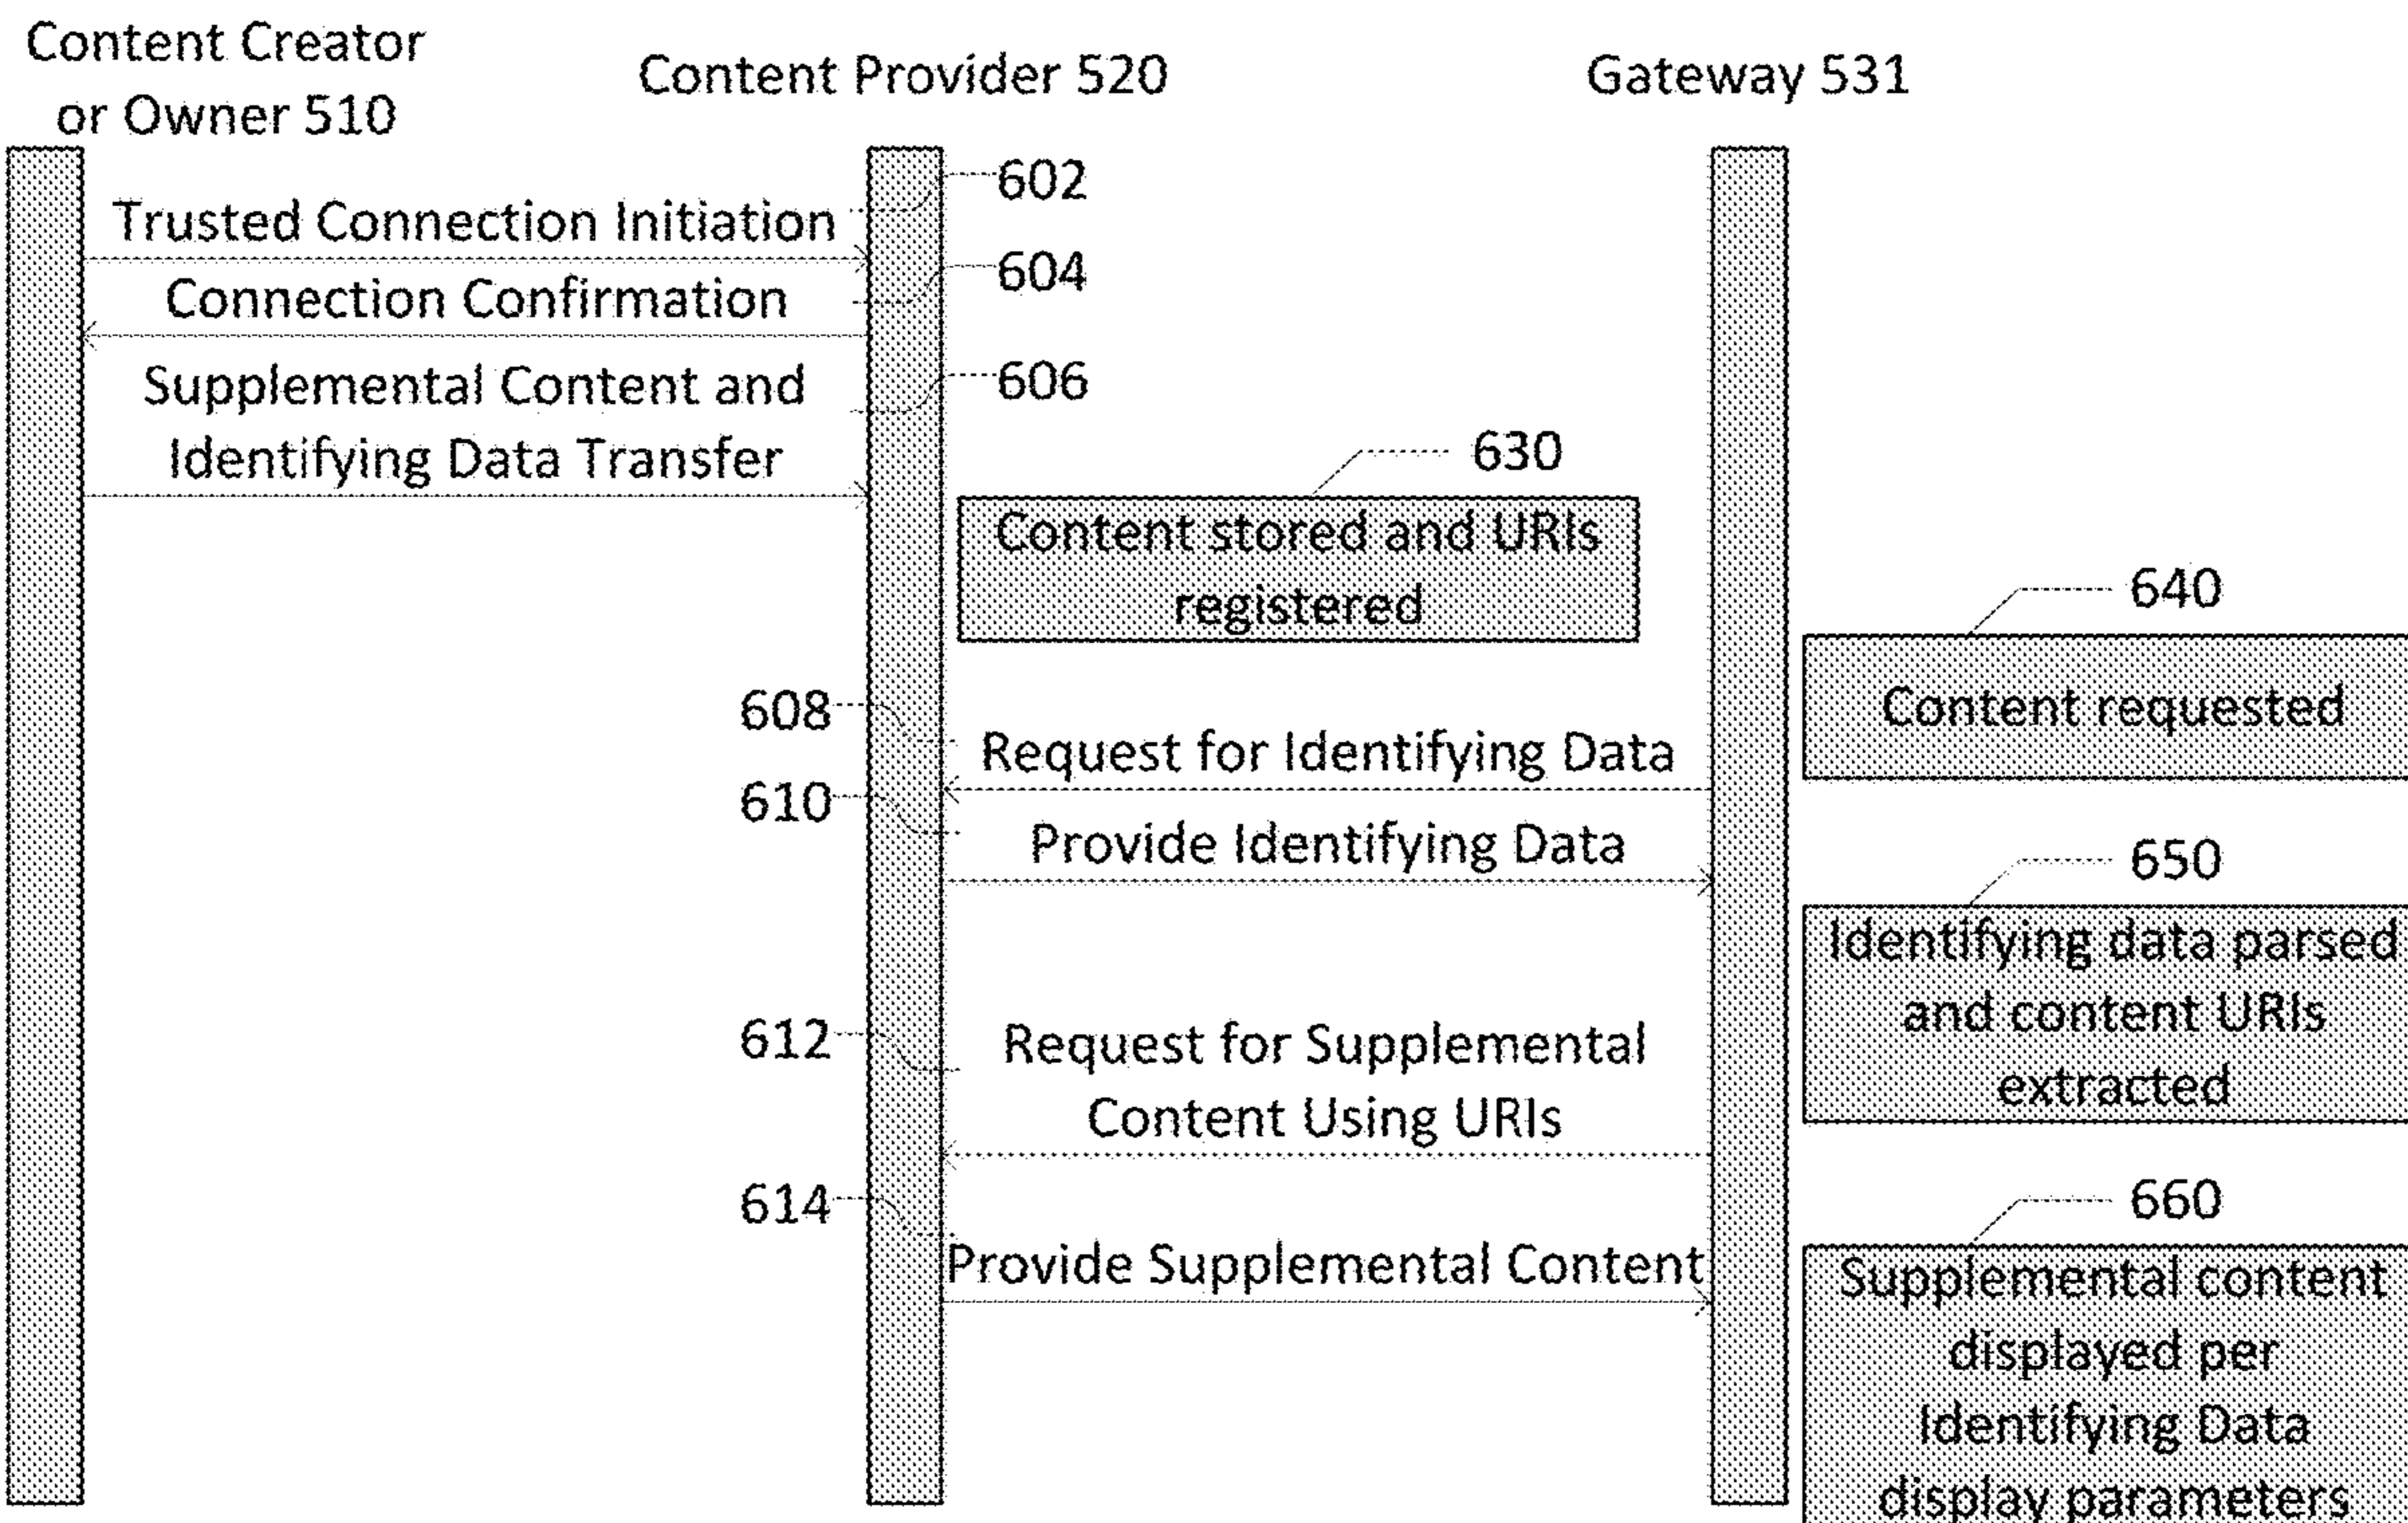 Content Creator
or Owner 510
Content Provider 520
Gateway 531
602
Trusted Connection Initiation
604
Connection Confirmation
606
Supplemental Content and
Identifying Data Transfer
630
Content stored and URIs
registered
640
Content requested
608
Request for Identifying Data
610
Provide Identifying Data
650
Identifying data parsed
and content URIs
extracted
612
Request for Supplemental
Content Using URIs
614
Provide Supplemental Content
660
Supplemental content
displayed per
Identifying Data
display parameters